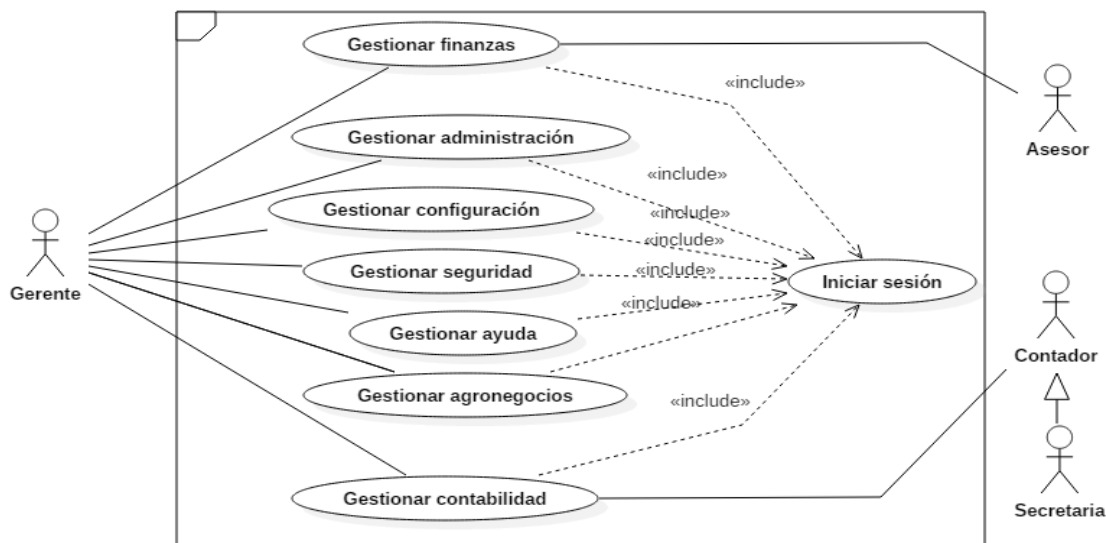 Gestionar finanzas
«include»
Asesor
Gestionar administración
«include»
Gestionar configuración
«include»
«include»
Gerente
Gestionar seguridad
«include»
Iniciar sesión
«include»
Gestionar ayuda
Contador
Gestionar agronegocios
«include»
Gestionar contabilidad
Secretaria